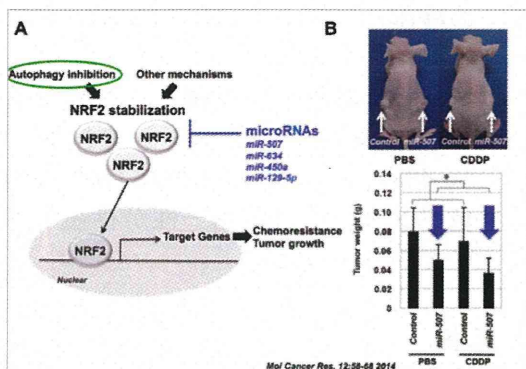 A
Autophagy inhibition
Other mechanisms
NRF2 stabilization
NRF2
NRF2
NRF2
microRNAs
miR-507
miR-634
miR-450a
miR-129-5p
NRF2
Target Genes
Chemoresistance
Tumor growth
Nuclear
B
Control miR-507 Control miR-507
PBS CDDP
Tumor weight (g)
0.14
0.12
0.10
0.08
0.06
0.04
0.02
0.00
*
Control
miR-507
Control
miR-507
PBS CDDP
Mol Cancer Res. 12:58-68 2014